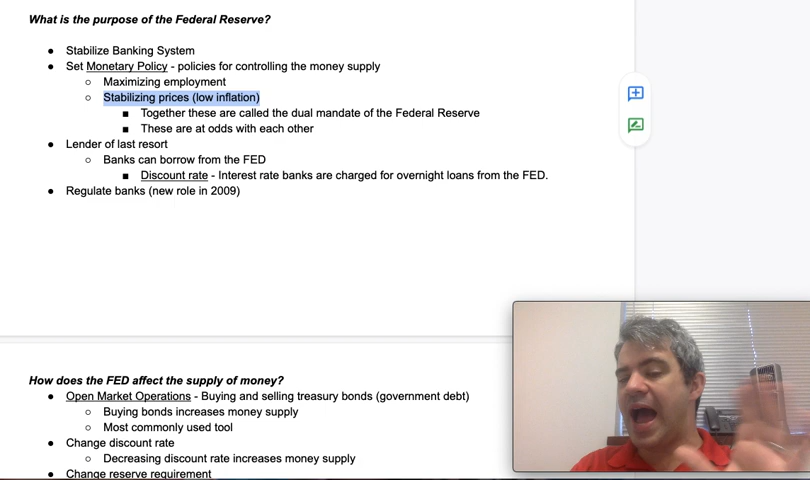 What is the purpose of the Federal Reserve?
● Stabilize Banking System
● Set Monetary Policy - policies for controlling the money supply
○ Maximizing employment
○ Stabilizing prices (low inflation)
■ Together these are called the dual mandate of the Federal Reserve
■ These are at odds with each other
● Lender of last resort
○ Banks can borrow from the FED
■ Discount rate - Interest rate banks are charged for overnight loans from the FED.
● Regulate banks (new role in 2009)
How does the FED affect the supply of money?
● Open Market Operations - Buying and selling treasury bonds (government debt)
○ Buying bonds increases money supply
○ Most commonly used tool
● Change discount rate
○ Decreasing discount rate increases money supply
● Change reserve requirement